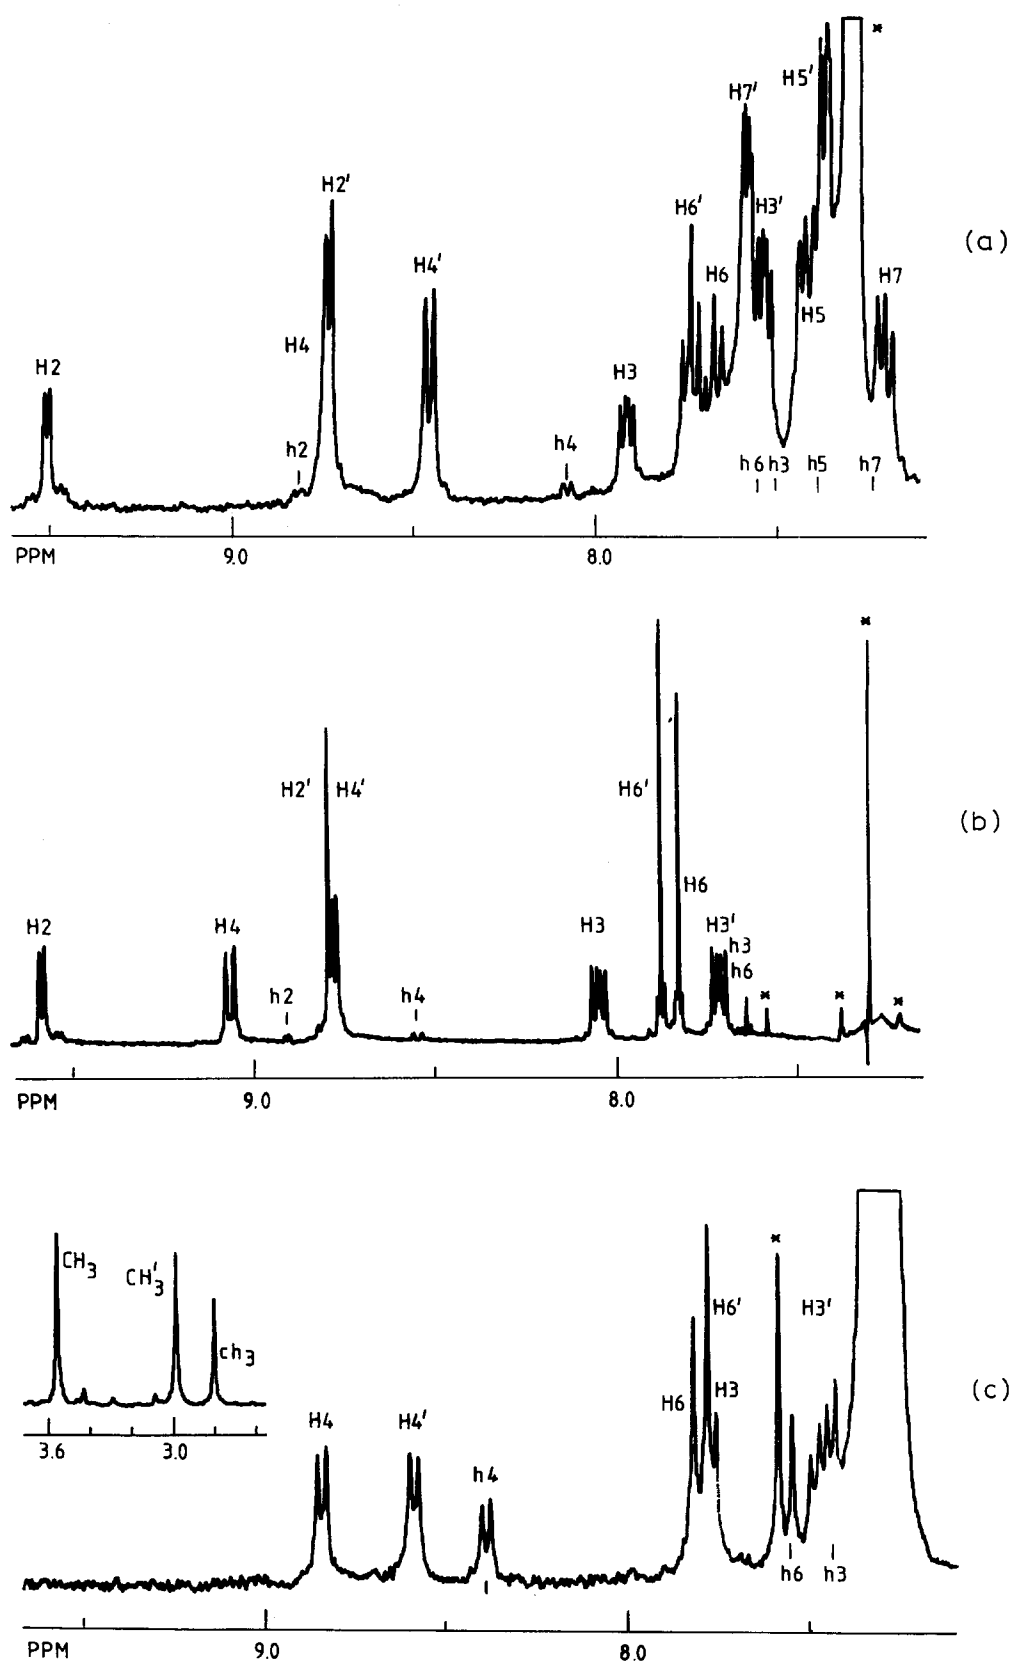 *
H5'
H7'
H2' H6' H3' (a)
H4' H6 H7
H4 H5
H2 H3
h2 h4
h6 h3 h5 h7
PPM 9.0 8.0
*
H2' H4' H6' (b)
H6
H2 H4 H3 H3'
h3
h2 h4 h6 * * *
PPM 9.0 8.0
CH3 CH3' *
H6' H3'
ch3
H6 H3 (c)
H4 H4'
3.6 3.0
h4
h6 h3
PPM 9.0 8.0